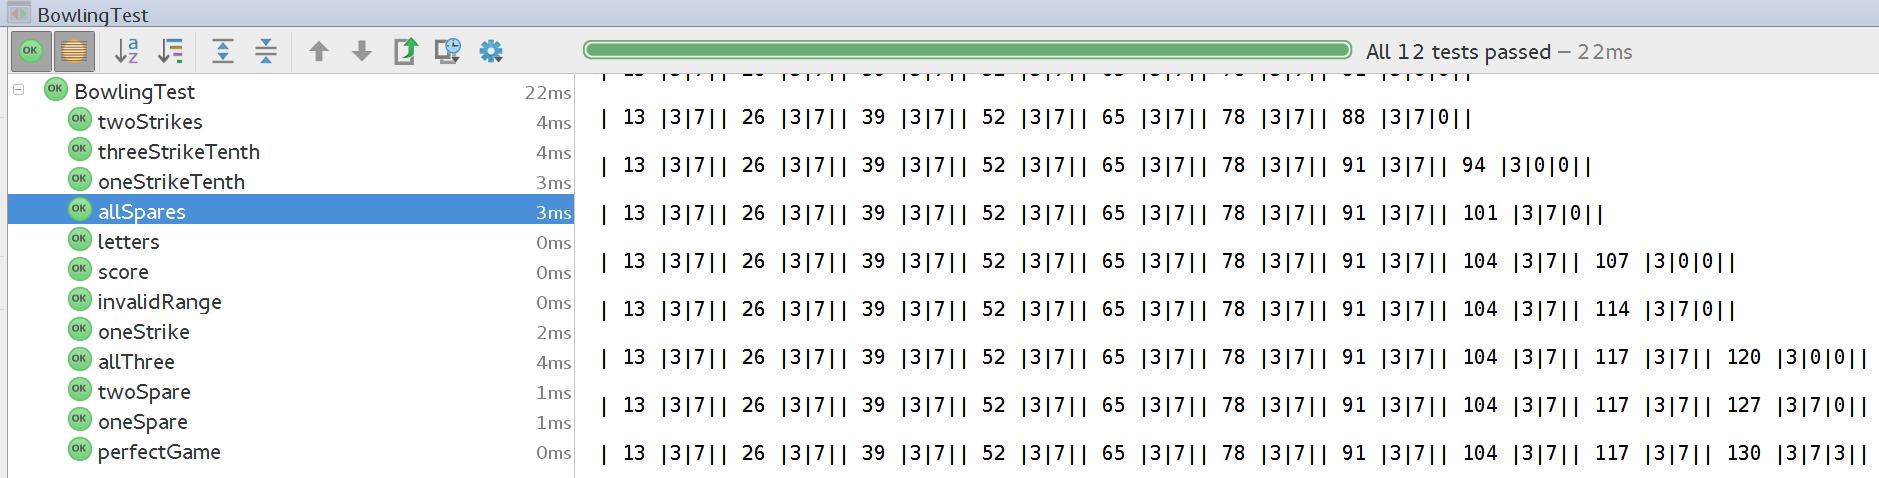 BowlingTest
All 12 tests passed – 22ms
BowlingTest 22ms
twoStrikes 4ms
threeStrikeTenth 4ms
oneStrikeTenth 3ms
allSpares 3ms
letters 0ms
score 0ms
invalidRange 0ms
oneStrike 2ms
allThree 4ms
twoSpare 1ms
oneSpare 1ms
perfectGame 0ms
| 13 |3|7|| 26 |3|7|| 39 |3|7|| 52 |3|7|| 65 |3|7|| 78 |3|7|| 88 |3|7|0||
| 13 |3|7|| 26 |3|7|| 39 |3|7|| 52 |3|7|| 65 |3|7|| 78 |3|7|| 91 |3|7|| 94 |3|0|0||
| 13 |3|7|| 26 |3|7|| 39 |3|7|| 52 |3|7|| 65 |3|7|| 78 |3|7|| 91 |3|7|| 101 |3|7|0||
| 13 |3|7|| 26 |3|7|| 39 |3|7|| 52 |3|7|| 65 |3|7|| 78 |3|7|| 91 |3|7|| 104 |3|7|| 107 |3|0|0||
| 13 |3|7|| 26 |3|7|| 39 |3|7|| 52 |3|7|| 65 |3|7|| 78 |3|7|| 91 |3|7|| 104 |3|7|| 114 |3|7|0||
| 13 |3|7|| 26 |3|7|| 39 |3|7|| 52 |3|7|| 65 |3|7|| 78 |3|7|| 91 |3|7|| 104 |3|7|| 117 |3|7|| 120 |3|0|0||
| 13 |3|7|| 26 |3|7|| 39 |3|7|| 52 |3|7|| 65 |3|7|| 78 |3|7|| 91 |3|7|| 104 |3|7|| 117 |3|7|| 127 |3|7|0||
| 13 |3|7|| 26 |3|7|| 39 |3|7|| 52 |3|7|| 65 |3|7|| 78 |3|7|| 91 |3|7|| 104 |3|7|| 117 |3|7|| 130 |3|7|3||